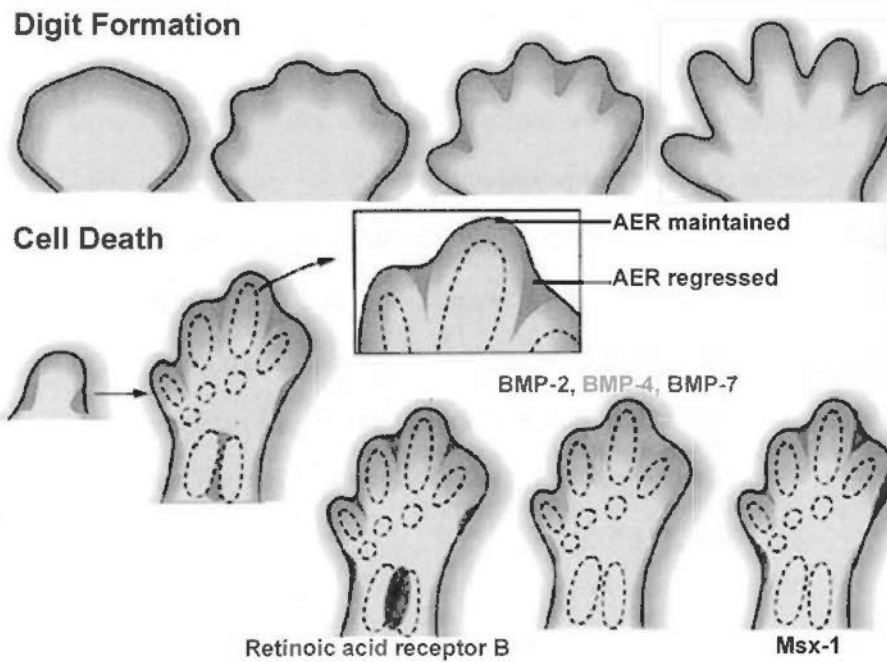 Digit Formation
Cell Death
AER maintained
AER regressed
BMP-2, BMP-4, BMP-7
Retinoic acid receptor B
Msx-1